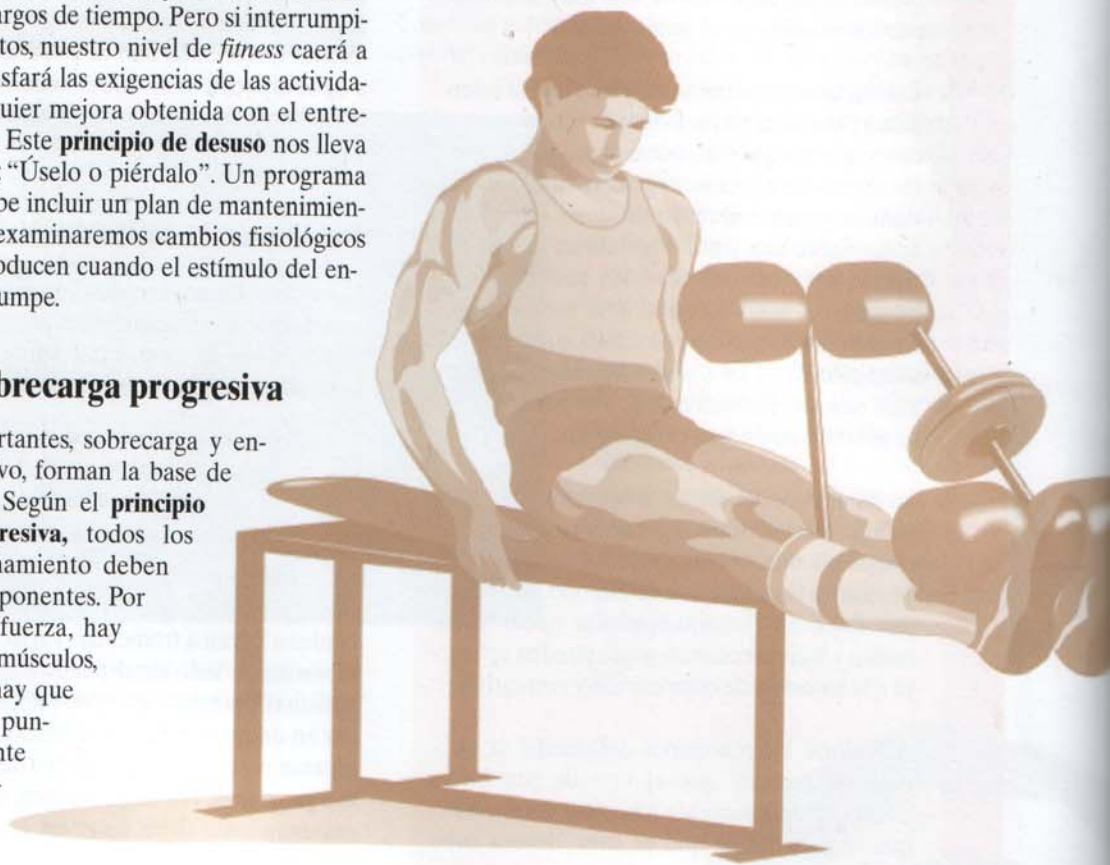 argos de tiempo. Pero si interrumpi-
tos, nuestro nivel de fitness caerá a
sfará las exigencias de las activida-
quier mejora obtenida con el entre-
Este principio de desuso nos lleva
"Úselo o piérdalo". Un programa
be incluir un plan de mantenimien-
examinaremos cambios fisiológicos
oducen cuando el estímulo del en-
umpe.
brecarga progresiva
rtantes, sobrecarga y en-
vo, forman la base de
Según el principio
resiva, todos los
namiento deben
ponentes. Por
fuerza, hay
músculos,
hay que
pun-
nte